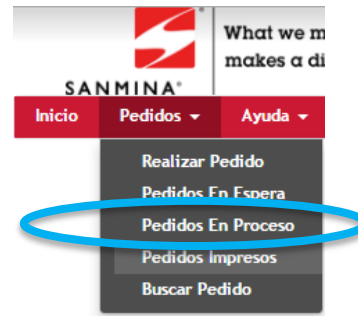 What we m
makes a di
SANMINA®
Inicio Pedidos Ayuda
Realizar Pedido
Pedidos En Espera
Pedidos En Proceso
Pedidos Impresos
Buscar Pedido